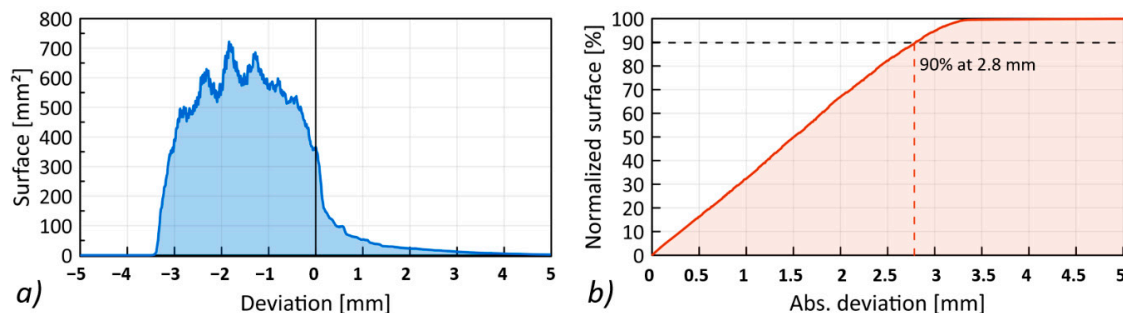 800
700
600
500
400
300
200
100
0
Surface [mm²]
−5 −4 −3 −2 −1 0 1 2 3 4 5
Deviation [mm]
a)
100
90
80
70
60
50
40
30
20
10
0
Normalized surface [%]
90% at 2.8 mm
0 0.5 1 1.5 2 2.5 3 3.5 4 4.5 5
Abs. deviation [mm]
b)